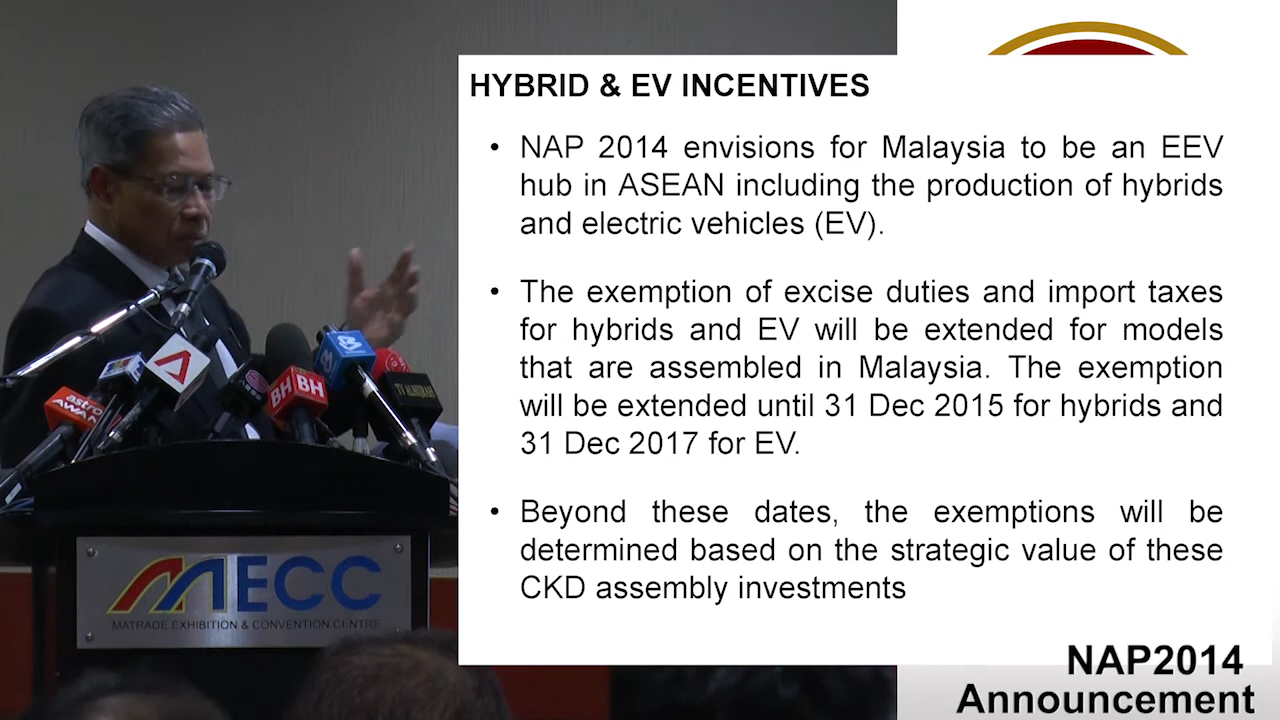 HYBRID & EV INCENTIVES
• NAP 2014 envisions for Malaysia to be an EEV
hub in ASEAN including the production of hybrids
and electric vehicles (EV).
• The exemption of excise duties and import taxes
for hybrids and EV will be extended for models
that are assembled in Malaysia. The exemption
will be extended until 31 Dec 2015 for hybrids and
31 Dec 2017 for EV.
• Beyond these dates, the exemptions will be
determined based on the strategic value of these
CKD assembly investments
NAP2014
Announcement
astro
AWANI
BH BH
TV ALHIJRAH
MECC
MATRADE EXHIBITION & CONVENTION CENTRE